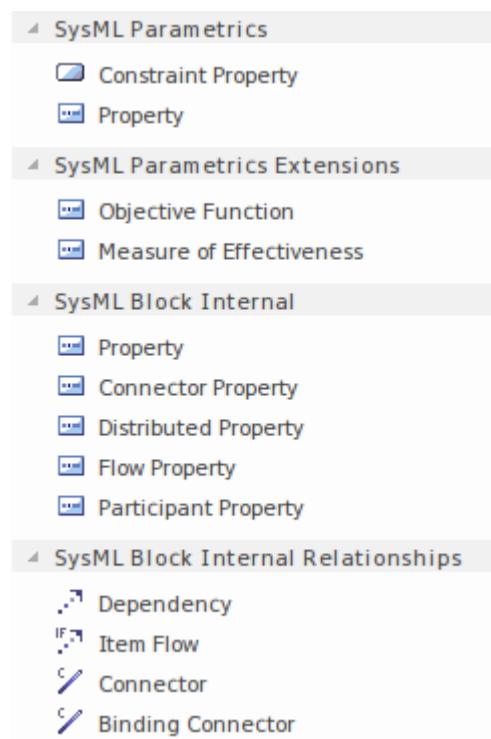 SysML Parametrics
Constraint Property
Property
SysML Parametrics Extensions
Objective Function
Measure of Effectiveness
SysML Block Internal
Property
Connector Property
Distributed Property
Flow Property
Participant Property
SysML Block Internal Relationships
Dependency
IF Item Flow
C Connector
C Binding Connector